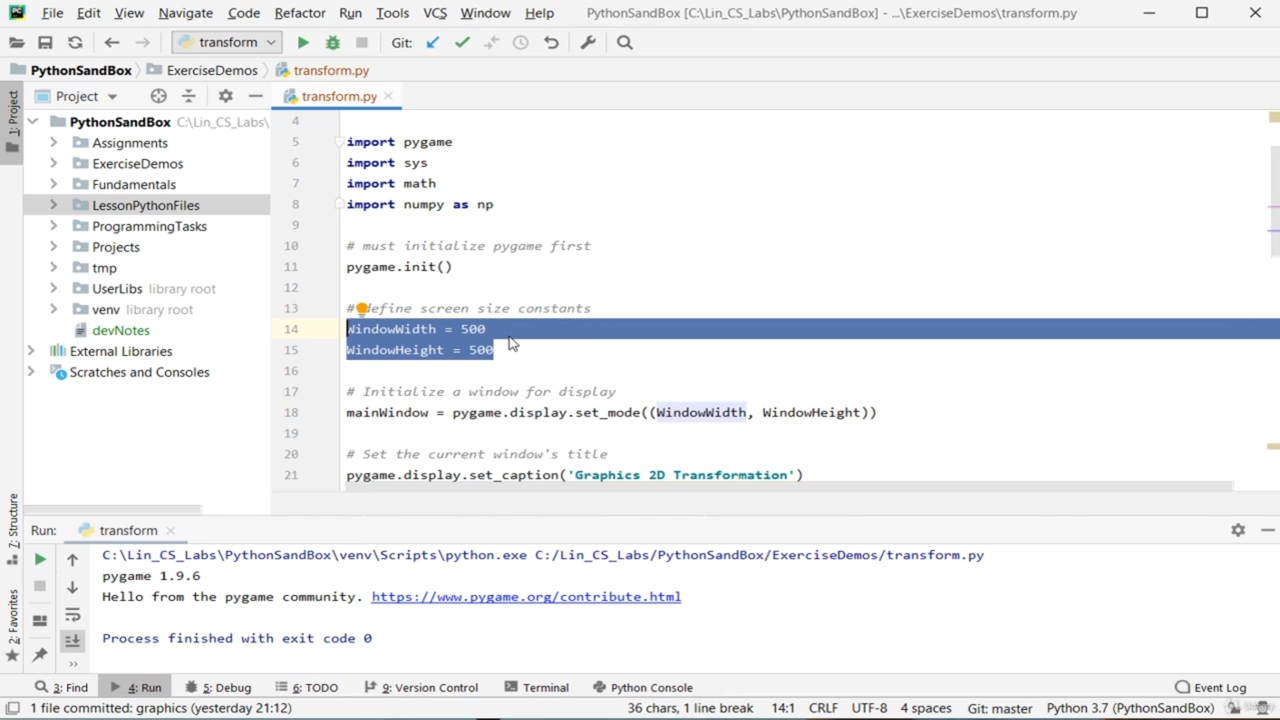 File Edit View Navigate Code Refactor Run Tools VCS Window Help PythonSandBox [C:\Lin_CS_Labs\PythonSandBox] - ...\ExerciseDemos\transform.py
transform Git:
PythonSandBox ExerciseDemos transform.py
1: Project
Project
transform.py
PythonSandBox C:\Lin_CS_Labs\
Assignments
ExerciseDemos
Fundamentals
LessonPythonFiles
ProgrammingTasks
Projects
tmp
UserLibs library root
venv library root
devNotes
External Libraries
Scratches and Consoles
4
5 import pygame
6 import sys
7 import math
8 import numpy as np
9
10 # must initialize pygame first
11 pygame.init()
12
13 # define screen size constants
14 WindowWidth = 500
15 WindowHeight = 500
16
17 # Initialize a window for display
18 mainWindow = pygame.display.set_mode((WindowWidth, WindowHeight))
19
20 # Set the current window's title
21 pygame.display.set_caption('Graphics 2D Transformation')
Z: Structure
2: Favorites
Run: transform
C:\Lin_CS_Labs\PythonSandBox\venv\Scripts\python.exe C:/Lin_CS_Labs/PythonSandBox/ExerciseDemos/transform.py
pygame 1.9.6
Hello from the pygame community. https://www.pygame.org/contribute.html
Process finished with exit code 0
3: Find 4: Run 5: Debug 6: TODO 9: Version Control Terminal Python Console Event Log
1 file committed: graphics (yesterday 21:12) 36 chars, 1 line break 14:1 CRLF UTF-8 4 spaces Git: master Python 3.7 (PythonSandBox)